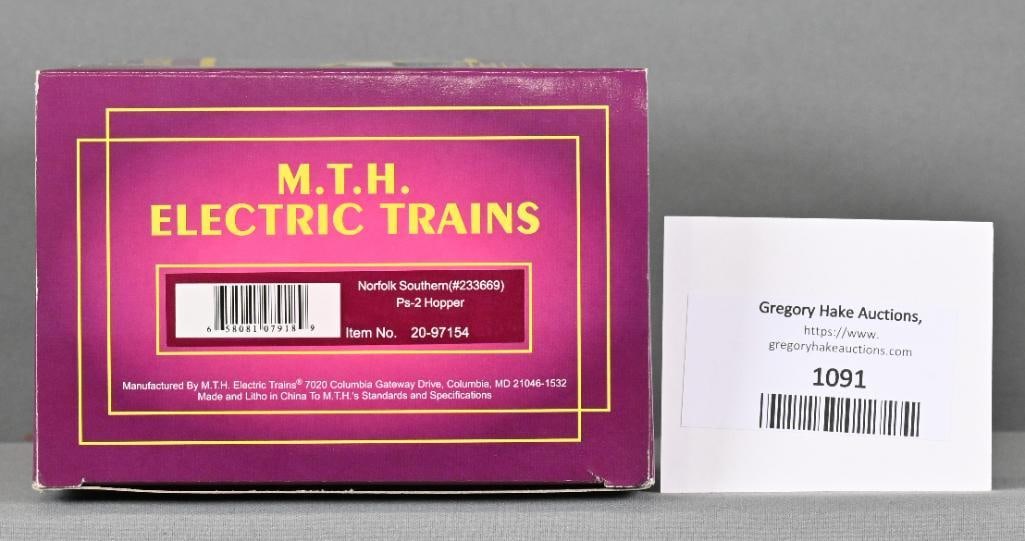 M.T.H.
ELECTRIC TRAINS
Norfolk Southern(#233669)
Ps-2 Hopper
6 58081 07918 9
Item No. 20-97154
Manufactured By M.T.H. Electric Trains® 7020 Columbia Gateway Drive, Columbia, MD 21046-1532
Made and Litho in China To M.T.H.'s Standards and Specifications
Gregory Hake Auctions,
https://www.
gregoryhakeauctions.com
1091